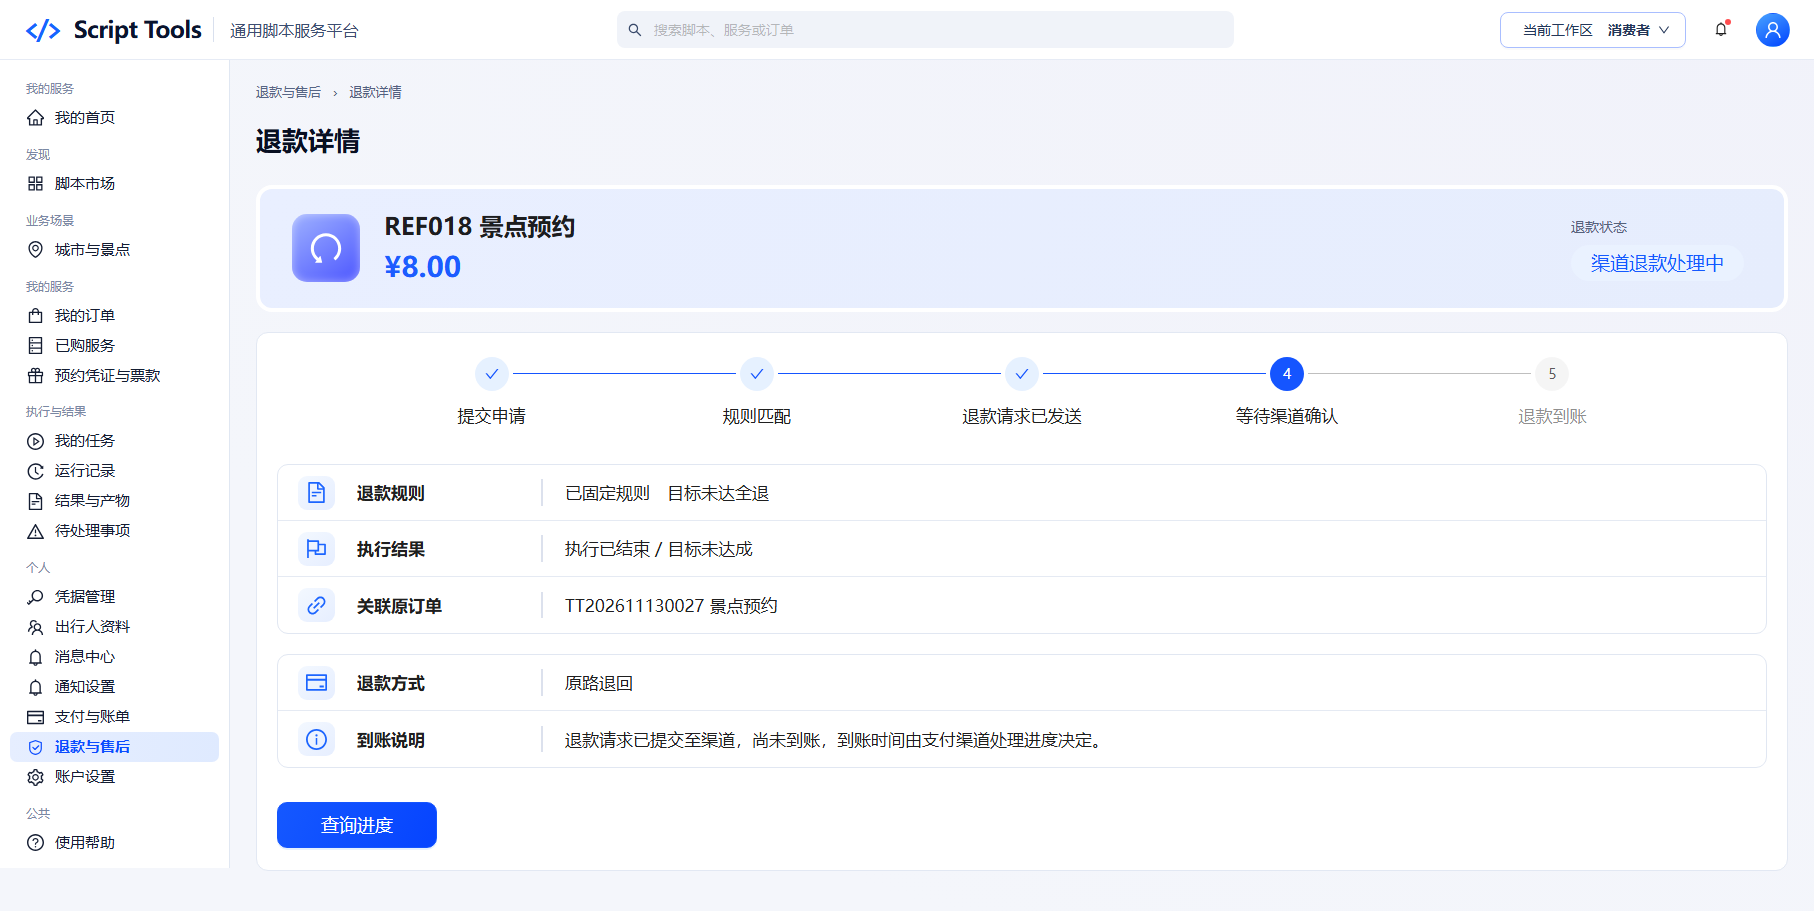 </> Script Tools 通用脚本服务平台
搜索脚本、服务或订单
当前工作区 消费者
我的服务
我的首页
发现
脚本市场
业务场景
城市与景点
我的服务
我的订单
已购服务
预约凭证与票款
执行与结果
我的任务
运行记录
结果与产物
待处理事项
个人
凭据管理
出行人资料
消息中心
通知设置
支付与账单
退款与售后
账户设置
公共
使用帮助
退款与售后 › 退款详情
退款详情
REF018 景点预约
¥8.00
退款状态
渠道退款处理中
4
5
提交申请
规则匹配
退款请求已发送
等待渠道确认
退款到账
退款规则 已固定规则 目标未达全退
执行结果 执行已结束 / 目标未达成
关联原订单 TT202611130027 景点预约
退款方式 原路退回
到账说明 退款请求已提交至渠道，尚未到账，到账时间由支付渠道处理进度决定。
查询进度